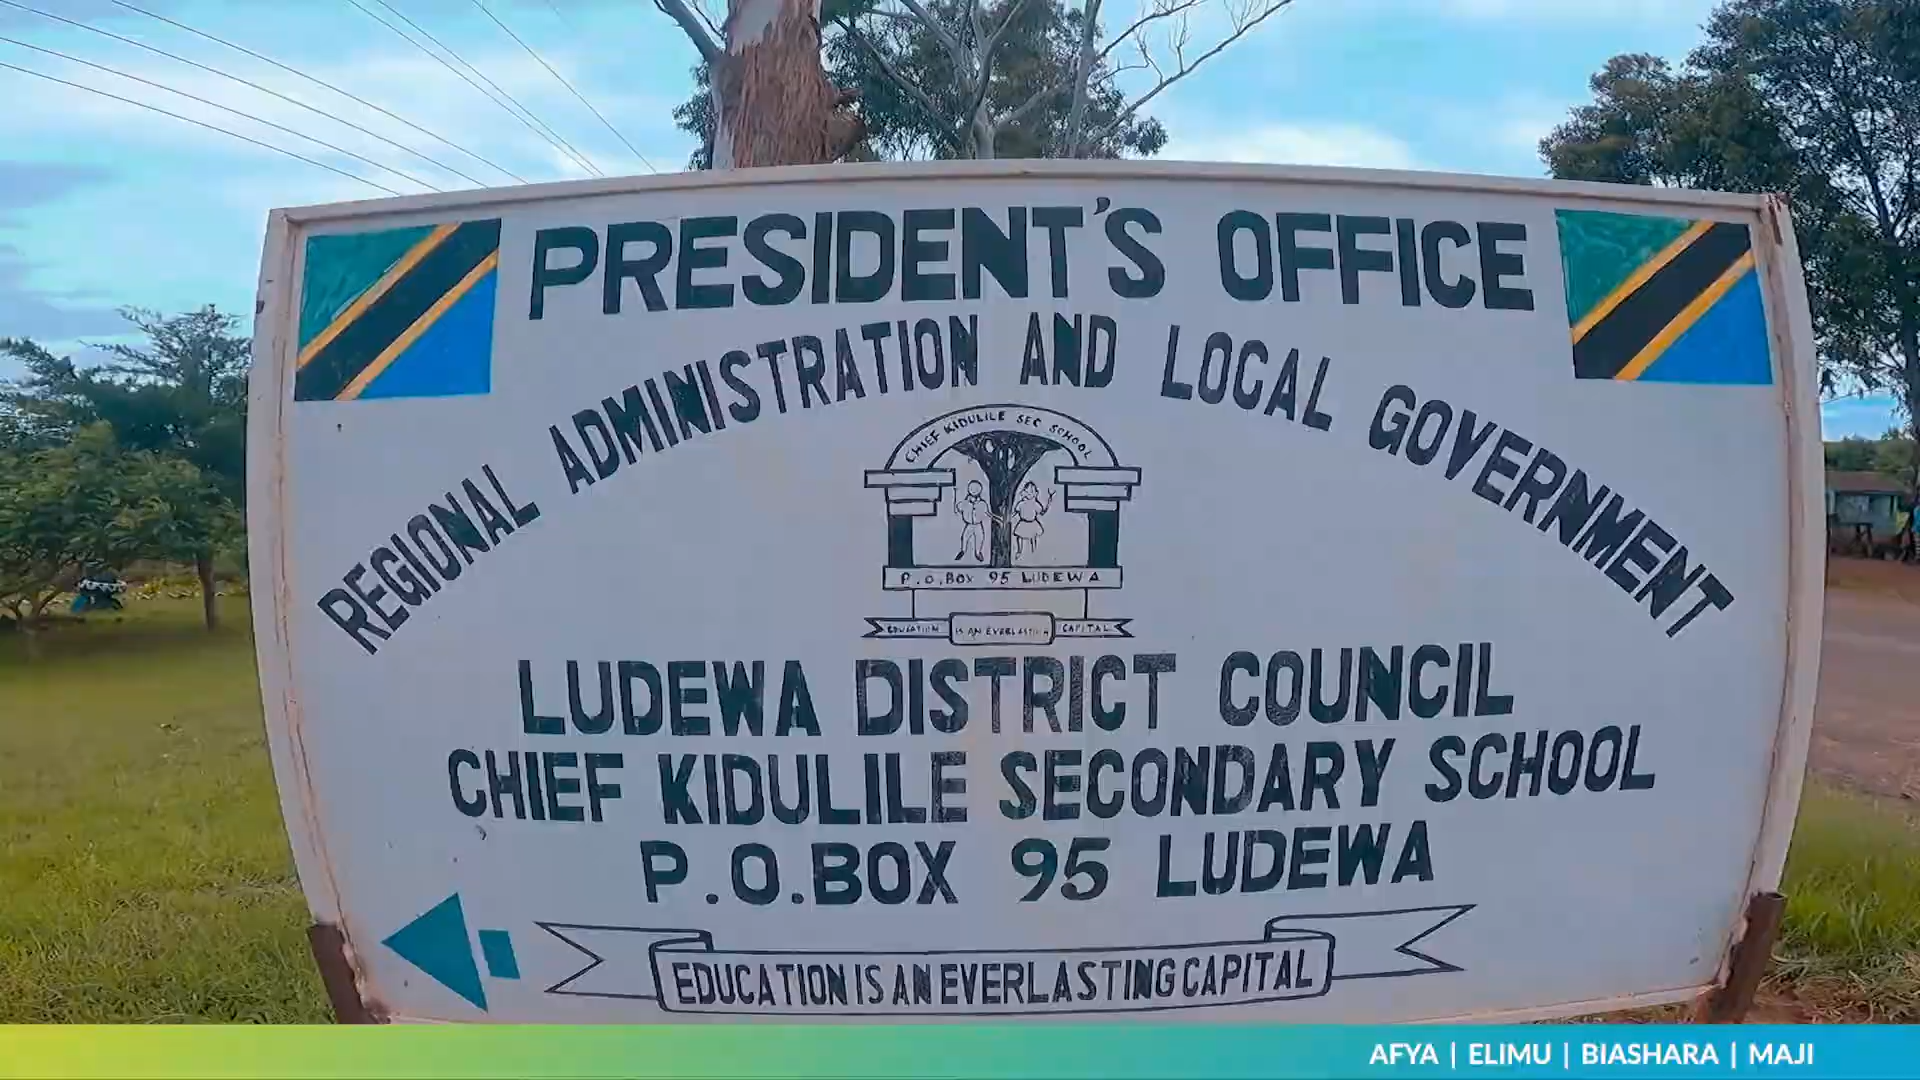 PRESIDENT'S OFFICE
REGIONAL ADMINISTRATION AND LOCAL GOVERNMENT
CHIEF KIDULILE SEC SCHOOL
P.O.BOX 95 LUDEWA
EDUCATION IS AN EVERLASTING CAPITAL
LUDEWA DISTRICT COUNCIL
CHIEF KIDULILE SECONDARY SCHOOL
P.O.BOX 95 LUDEWA
EDUCATION IS AN EVERLASTING CAPITAL
AFYA | ELIMU | BIASHARA | MAJI